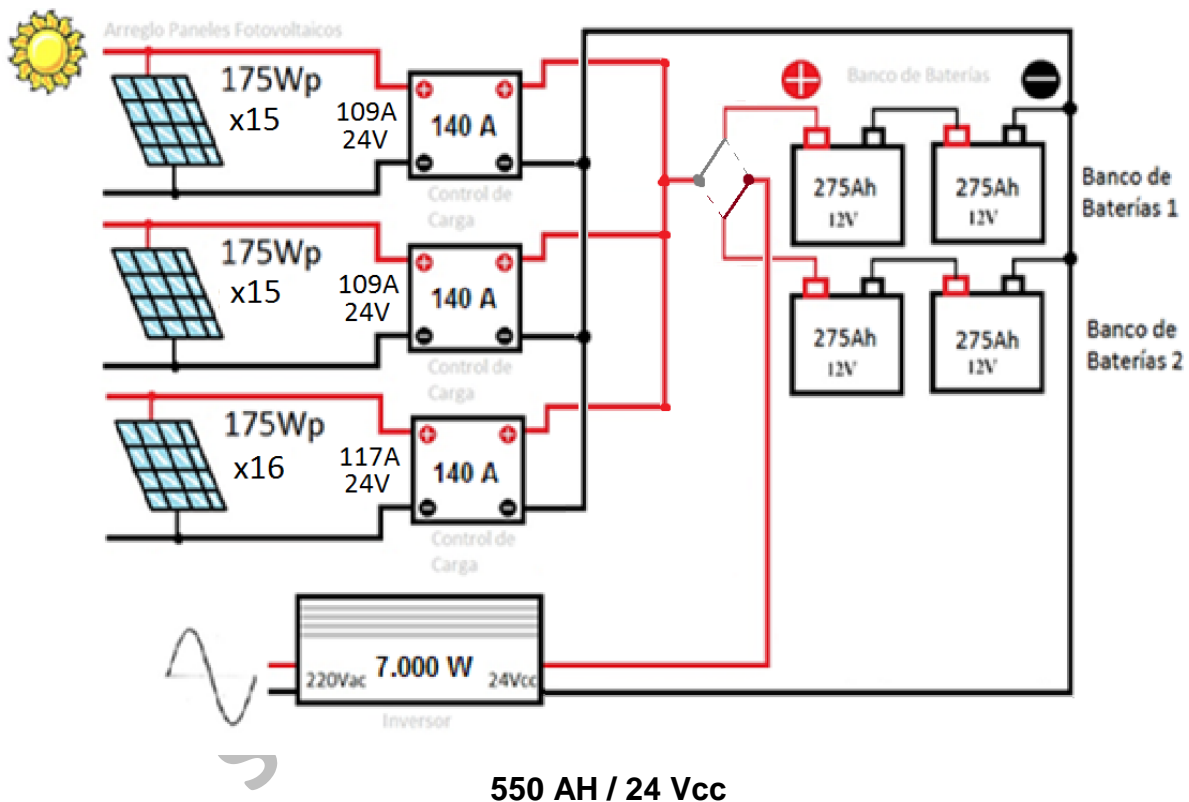 Arreglo Paneles Fotovoltaicos
175Wp
x15
109A
24V
140 A
Control de
Carga
175Wp
x15
109A
24V
140 A
Control de
Carga
175Wp
x16
117A
24V
140 A
Control de
Carga
Banco de Baterías
275Ah
12V
275Ah
12V
Banco de
Baterías 1
275Ah
12V
275Ah
12V
Banco de
Baterías 2
220Vac
7.000 W
24Vcc
Inversor
550 AH / 24 Vcc